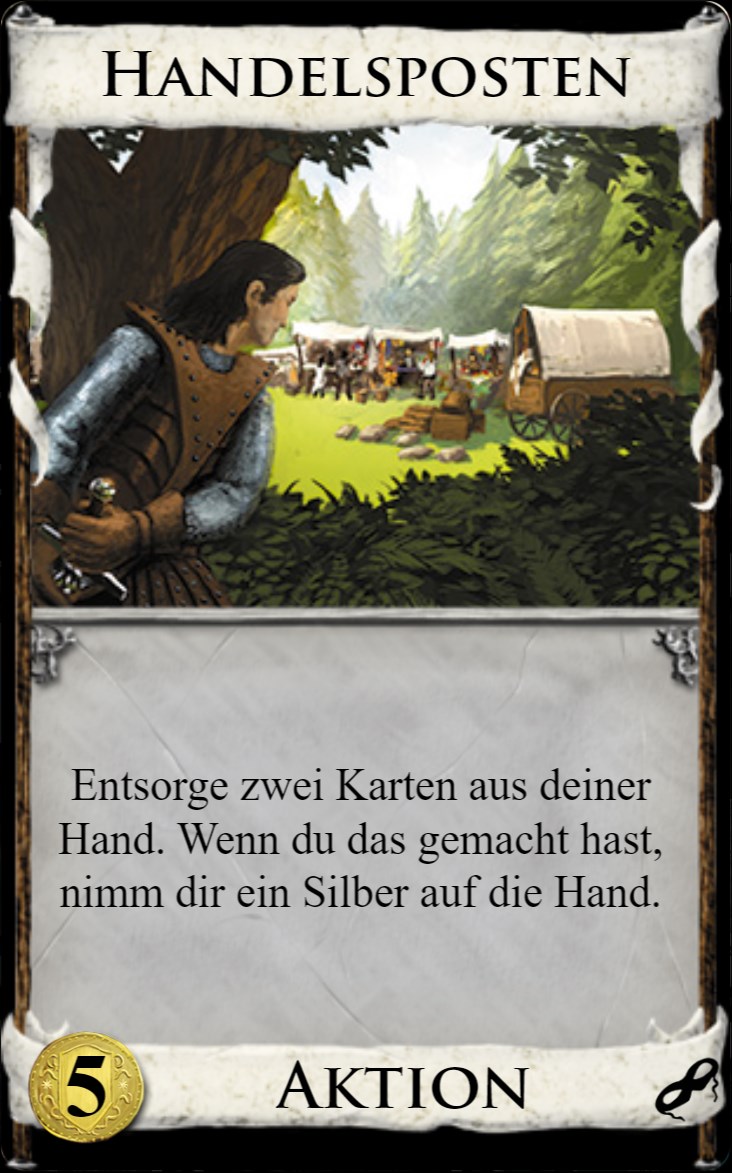 Handelsposten
Entsorge zwei Karten aus deiner
Hand. Wenn du das gemacht hast,
nimm dir ein Silber auf die Hand.
5
Aktion